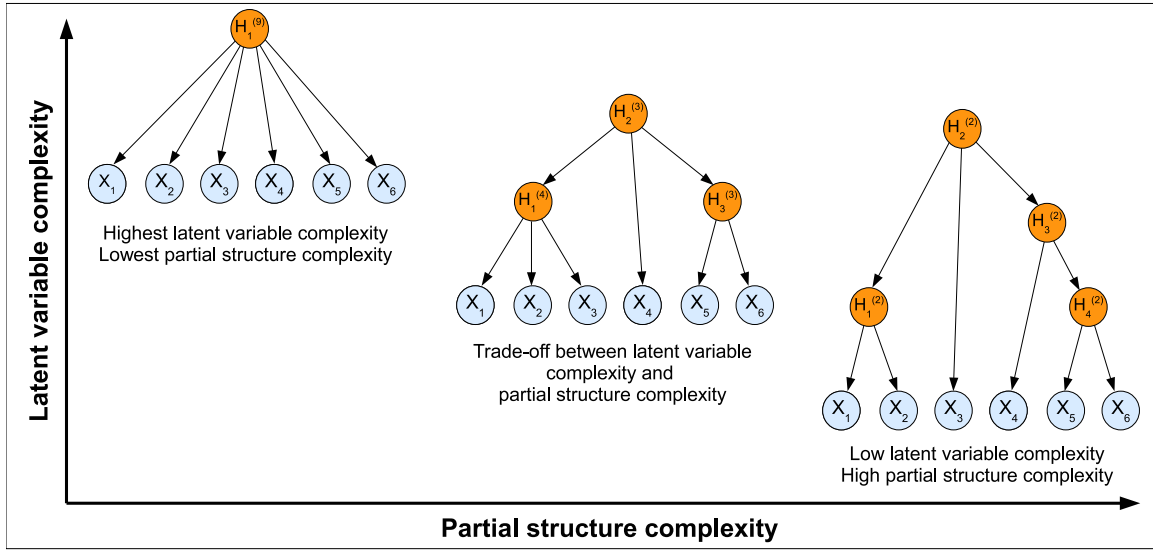 Latent variable complexity
H₁⁽⁹⁾
X₁ X₂ X₃ X₄ X₅ X₆
Highest latent variable complexity
Lowest partial structure complexity
H₂⁽³⁾
H₁⁽⁴⁾ H₃⁽³⁾
X₁ X₂ X₃ X₄ X₅ X₆
Trade-off between latent variable
complexity and
partial structure complexity
H₂⁽²⁾
H₃⁽²⁾
H₁⁽²⁾ H₄⁽²⁾
X₁ X₂ X₃ X₄ X₅ X₆
Low latent variable complexity
High partial structure complexity
Partial structure complexity